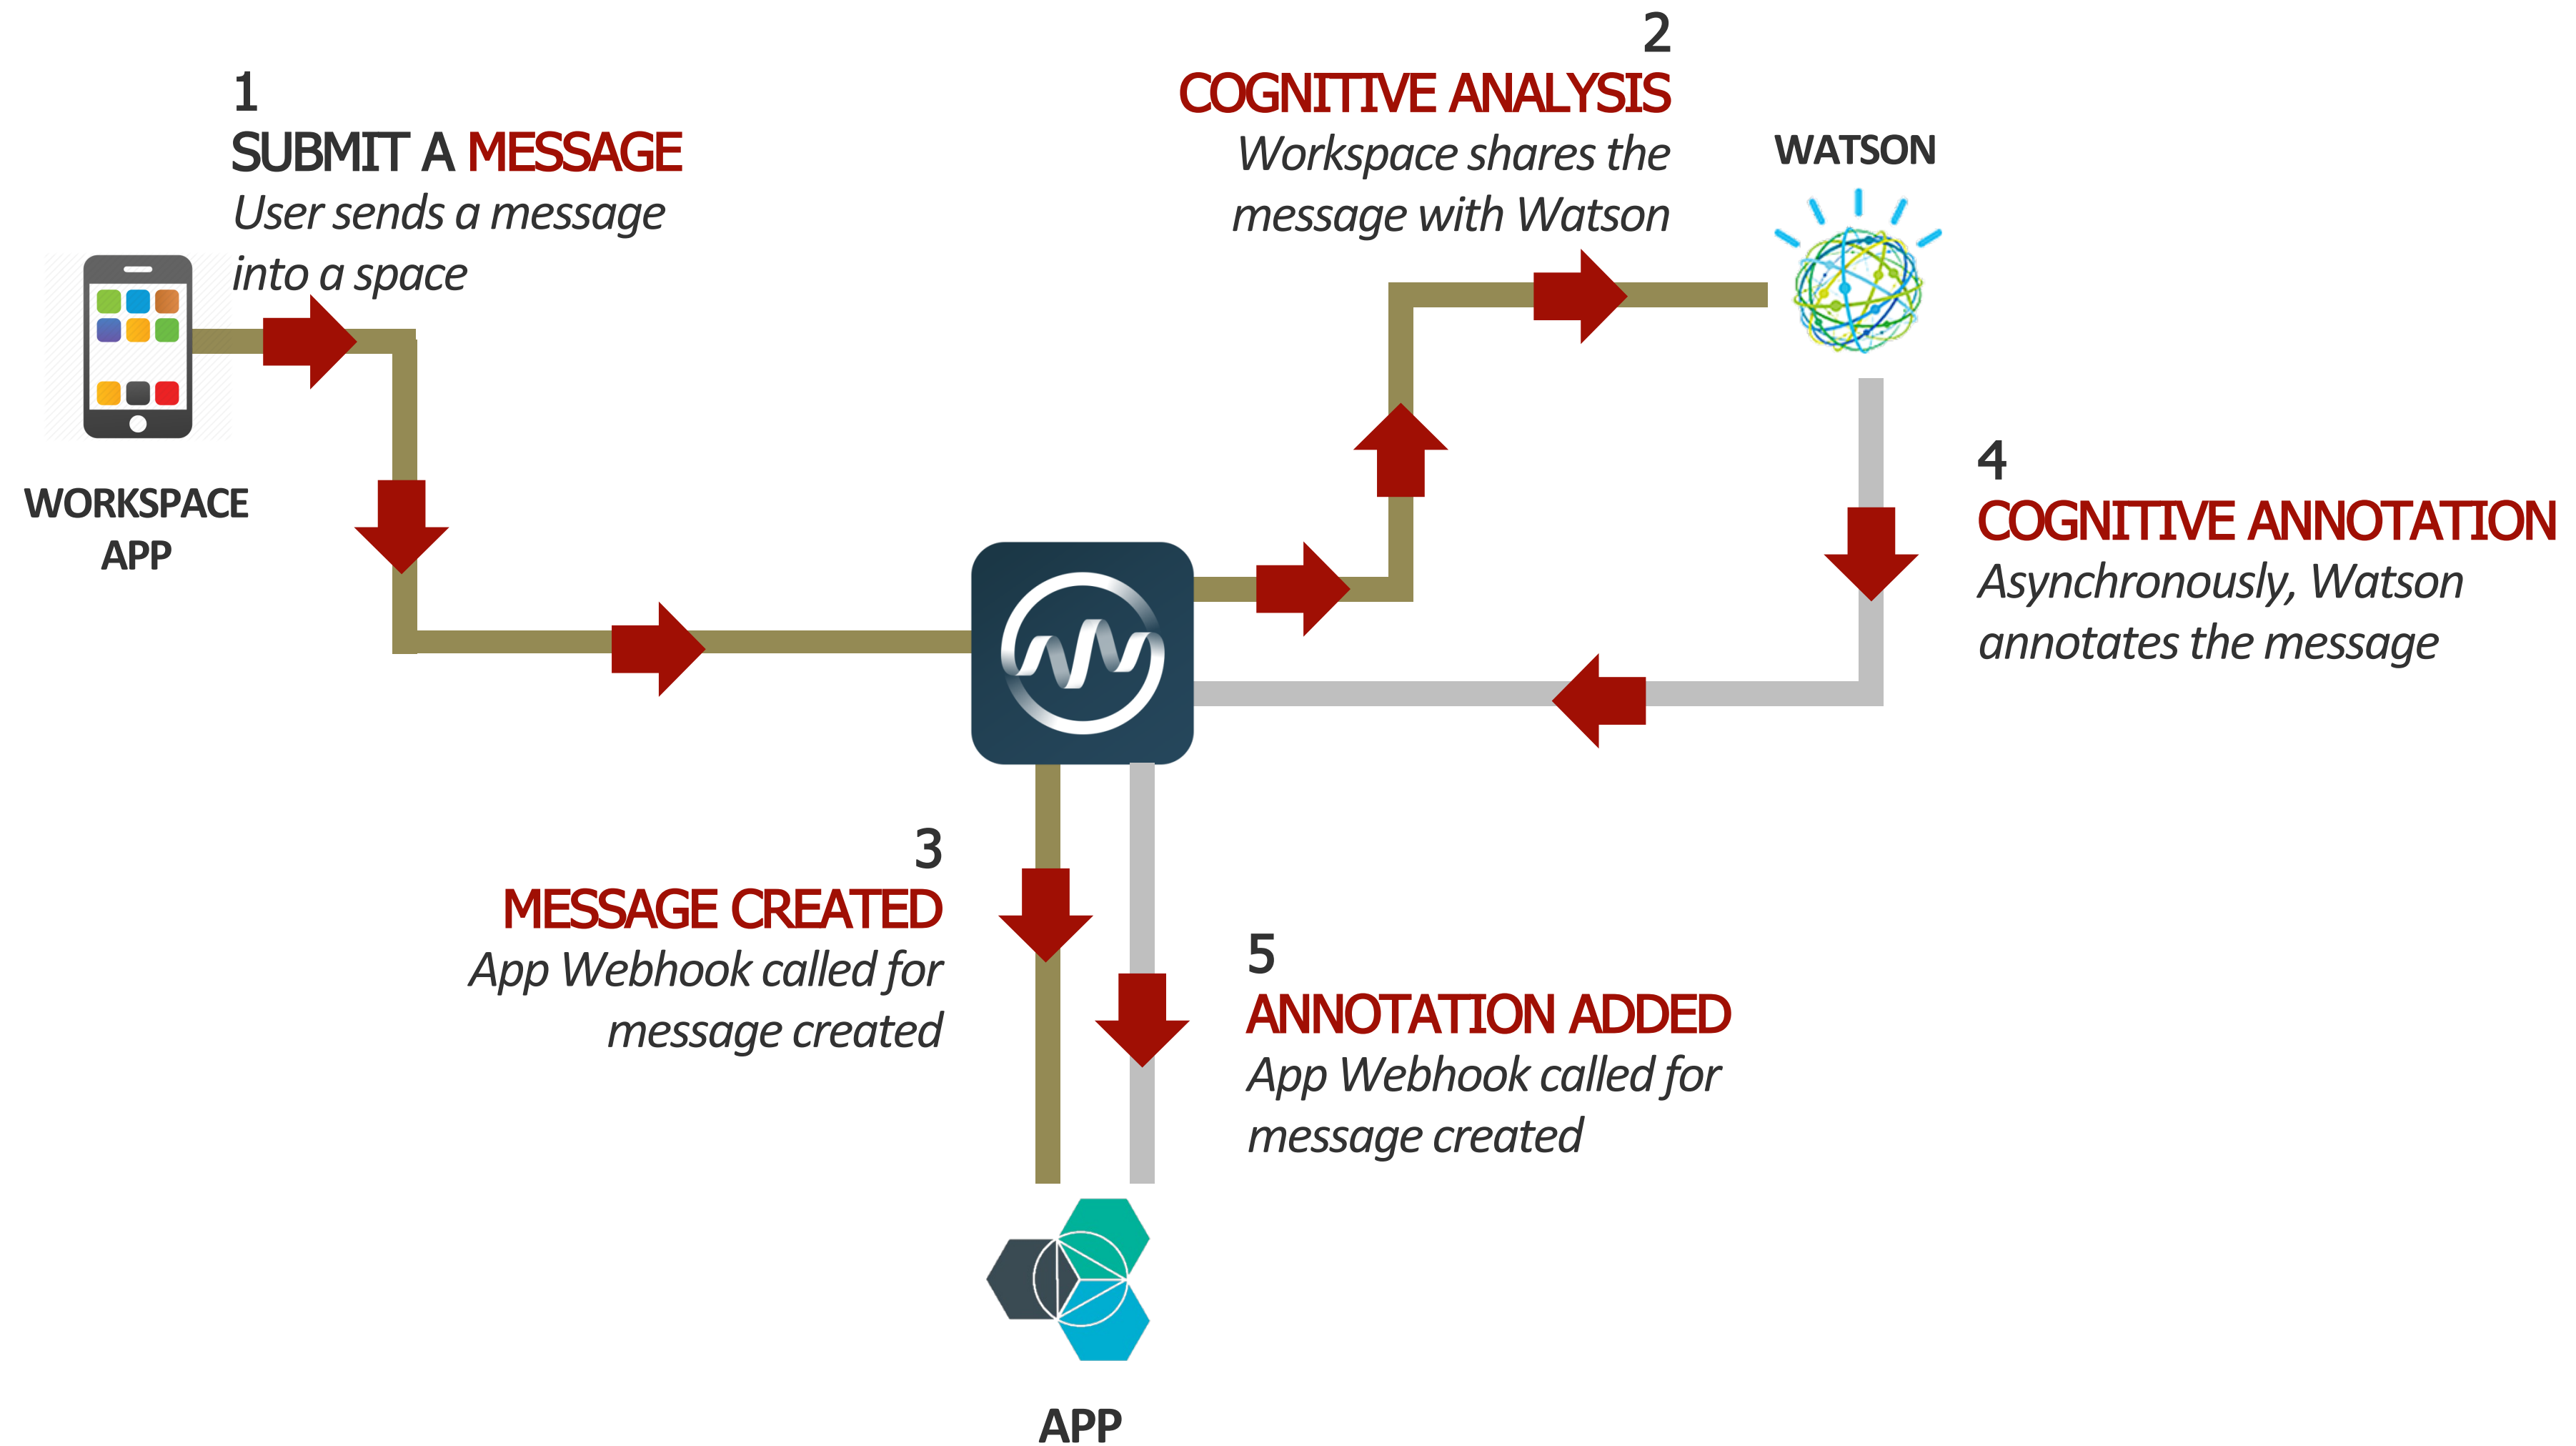 1
SUBMIT A MESSAGE
User sends a message
into a space
WORKSPACE
APP
2
COGNITIVE ANALYSIS
Workspace shares the
message with Watson
WATSON
3
MESSAGE CREATED
App Webhook called for
message created
4
COGNITIVE ANNOTATION
Asynchronously, Watson
annotates the message
5
ANNOTATION ADDED
App Webhook called for
message created
APP